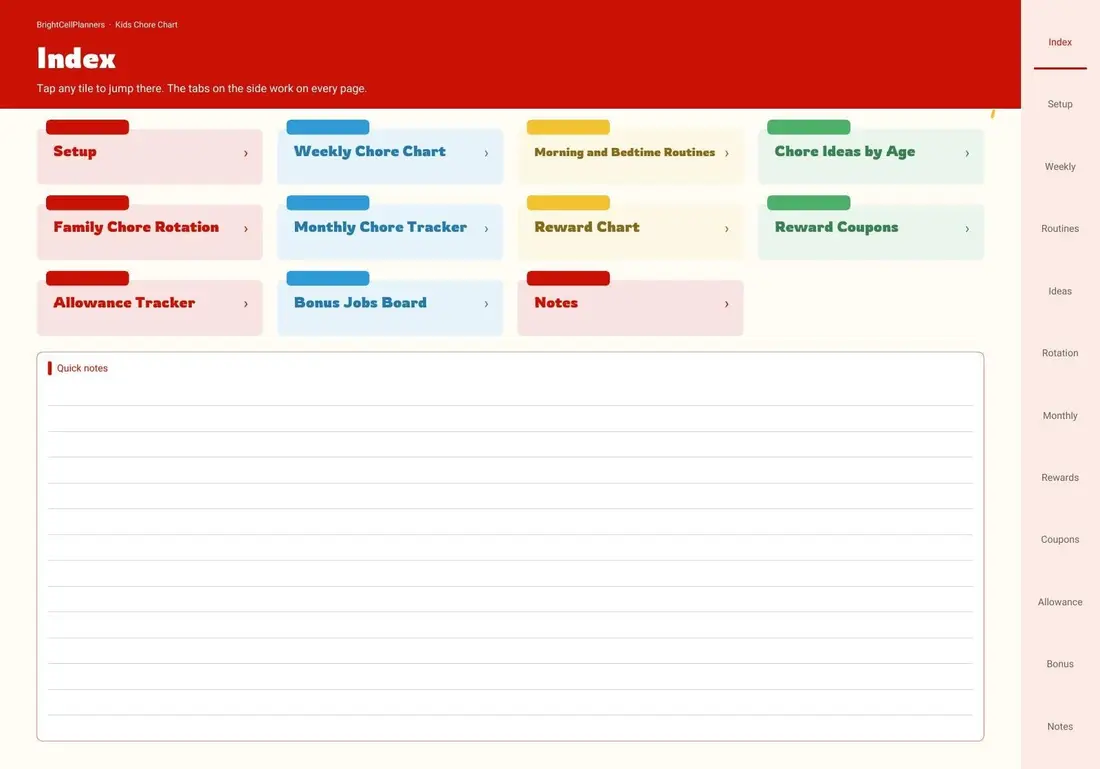 BrightCellPlanners · Kids Chore Chart
Index
Tap any tile to jump there. The tabs on the side work on every page.
Setup ›
Weekly Chore Chart ›
Morning and Bedtime Routines ›
Chore Ideas by Age ›
Family Chore Rotation ›
Monthly Chore Tracker ›
Reward Chart ›
Reward Coupons ›
Allowance Tracker ›
Bonus Jobs Board ›
Notes ›
Quick notes
Index
Setup
Weekly
Routines
Ideas
Rotation
Monthly
Rewards
Coupons
Allowance
Bonus
Notes